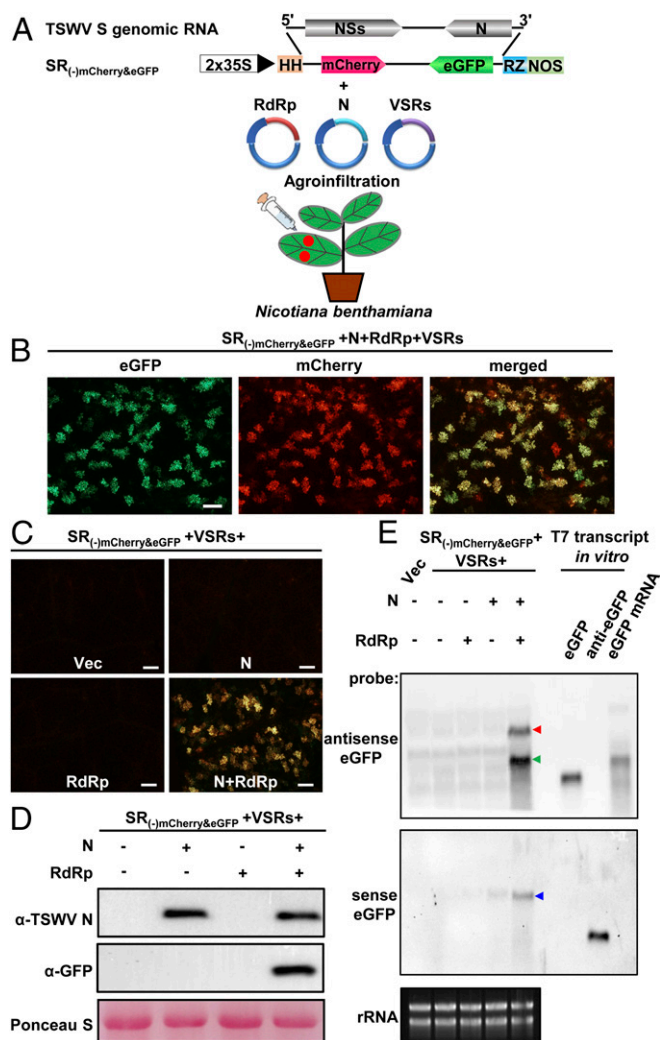 A
TSWV S genomic RNA
5'
NSs
N
3'
SR(-)mCherry&eGFP
2x35S
HH
mCherry
eGFP
RZ
NOS
+
RdRp
N
VSRs
Agroinfiltration
Nicotiana benthamiana
B
SR(-)mCherry&eGFP +N+RdRp+VSRs
eGFP
mCherry
merged
C
SR(-)mCherry&eGFP +VSRs+
Vec
N
RdRp
N+RdRp
D
SR(-)mCherry&eGFP +VSRs+
N - + - +
RdRp - - + +
α-TSWV N
α-GFP
Ponceau S
E
SR(-)mCherry&eGFP+
VSRs+
T7 transcript
in vitro
Vec
N - - - + +
RdRp - - + - +
eGFP
anti-eGFP
eGFP mRNA
probe:
antisense
eGFP
sense
eGFP
rRNA